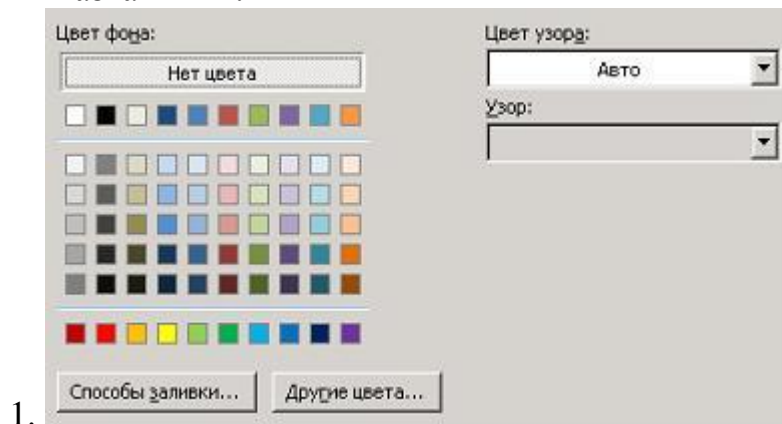 Цвет фона:
Нет цвета
Цвет узора:
Авто
Узор:
Способы заливки...
Другие цвета...
1.